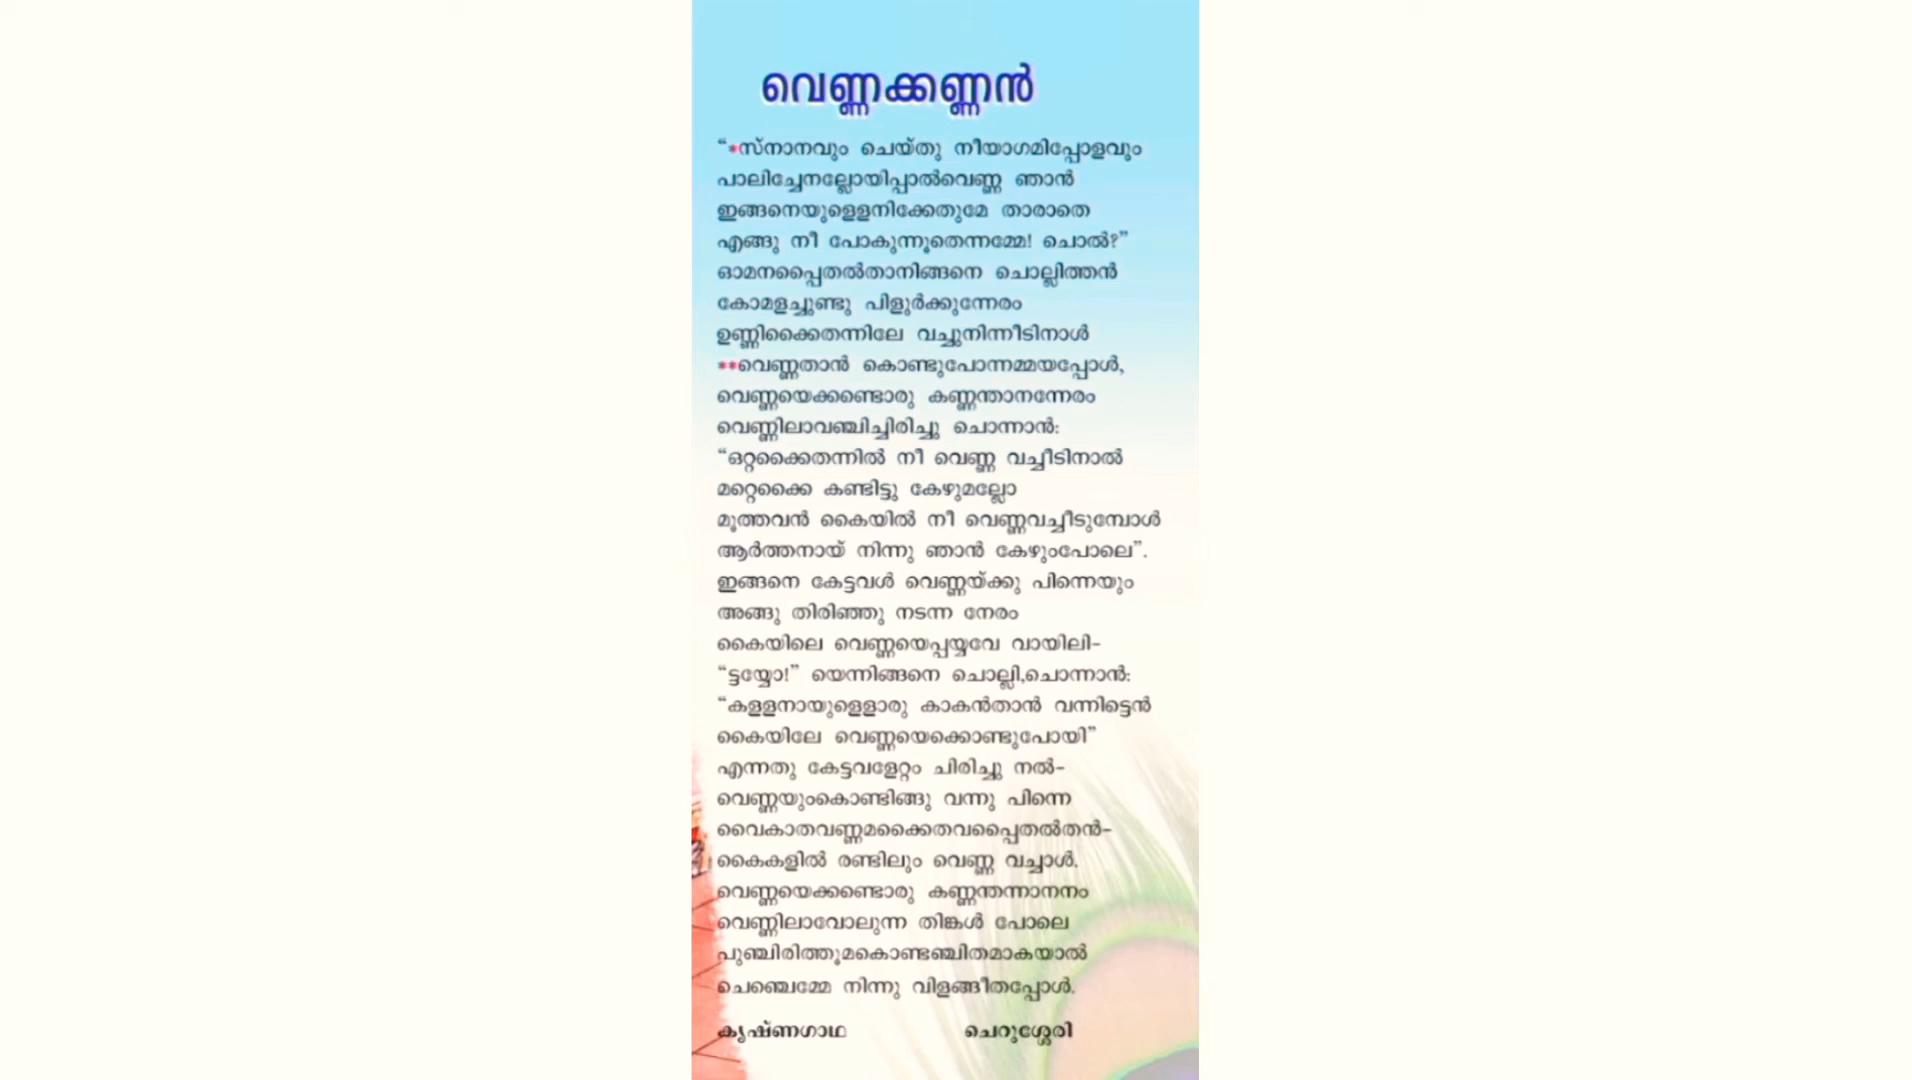 വെണ്ണക്കണ്ണൻ
“*സ്നാനവും ചെയ്തു നീയാഗമിപ്പോളവും
പാലിച്ചേനല്ലോയിപ്പാൽവെണ്ണ ഞാൻ
ഇങ്ങനെയുള്ളെനിക്കേതുമേ താരാതെ
എങ്ങു നീ പോകുന്നൂതെന്നമ്മേ! ചൊൽ?”
ഓമനപ്പൈതൽതാനിങ്ങനെ ചൊല്ലിത്തൻ
കോമളച്ചുണ്ടു പിളുർക്കുന്നേരം
ഉണ്ണിക്കൈതന്നിലേ വച്ചുനിന്നീടിനാൾ
**വെണ്ണതാൻ കൊണ്ടുപോന്നമ്മയപ്പോൾ,
വെണ്ണയെക്കണ്ടൊരു കണ്ണന്താനന്നേരം
വെണ്ണിലാവഞ്ചിച്ചിരിച്ചു ചൊന്നാൻ:
“ഒറ്റക്കൈതന്നിൽ നീ വെണ്ണ വച്ചീടിനാൽ
മറ്റെക്കൈ കണ്ടിട്ടു കേഴുമല്ലോ
മൂത്തവൻ കൈയിൽ നീ വെണ്ണവച്ചീടുമ്പോൾ
ആർത്തനായ് നിന്നു ഞാൻ കേഴുംപോലെ”.
ഇങ്ങനെ കേട്ടവൾ വെണ്ണയ്ക്കു പിന്നെയും
അങ്ങു തിരിഞ്ഞു നടന്ന നേരം
കൈയിലെ വെണ്ണയെപ്പയ്യവേ വായിലി-
“ട്ടയ്യോ!” യെന്നിങ്ങനെ ചൊല്ലി,ചൊന്നാൻ:
“കള്ളനായുള്ളൊരു കാകൻതാൻ വന്നിട്ടെൻ
കൈയിലേ വെണ്ണയെക്കൊണ്ടുപോയി”
എന്നതു കേട്ടവളേറ്റം ചിരിച്ചു നൽ-
വെണ്ണയുംകൊണ്ടിങ്ങു വന്നു പിന്നെ
വൈകാതവണ്ണമക്കൈതവപ്പൈതൽതൻ-
കൈകളിൽ രണ്ടിലും വെണ്ണ വച്ചാൾ.
വെണ്ണയെക്കണ്ടൊരു കണ്ണന്തന്നാനനം
വെണ്ണിലാവോലുന്ന തിങ്കൾ പോലെ
പുഞ്ചിരിത്തൂമകൊണ്ടഞ്ചിതമാകയാൽ
ചെഞ്ചെമ്മേ നിന്നു വിളങ്ങീതപ്പോൾ.
കൃഷ്ണഗാഥ ചെറുശ്ശേരി